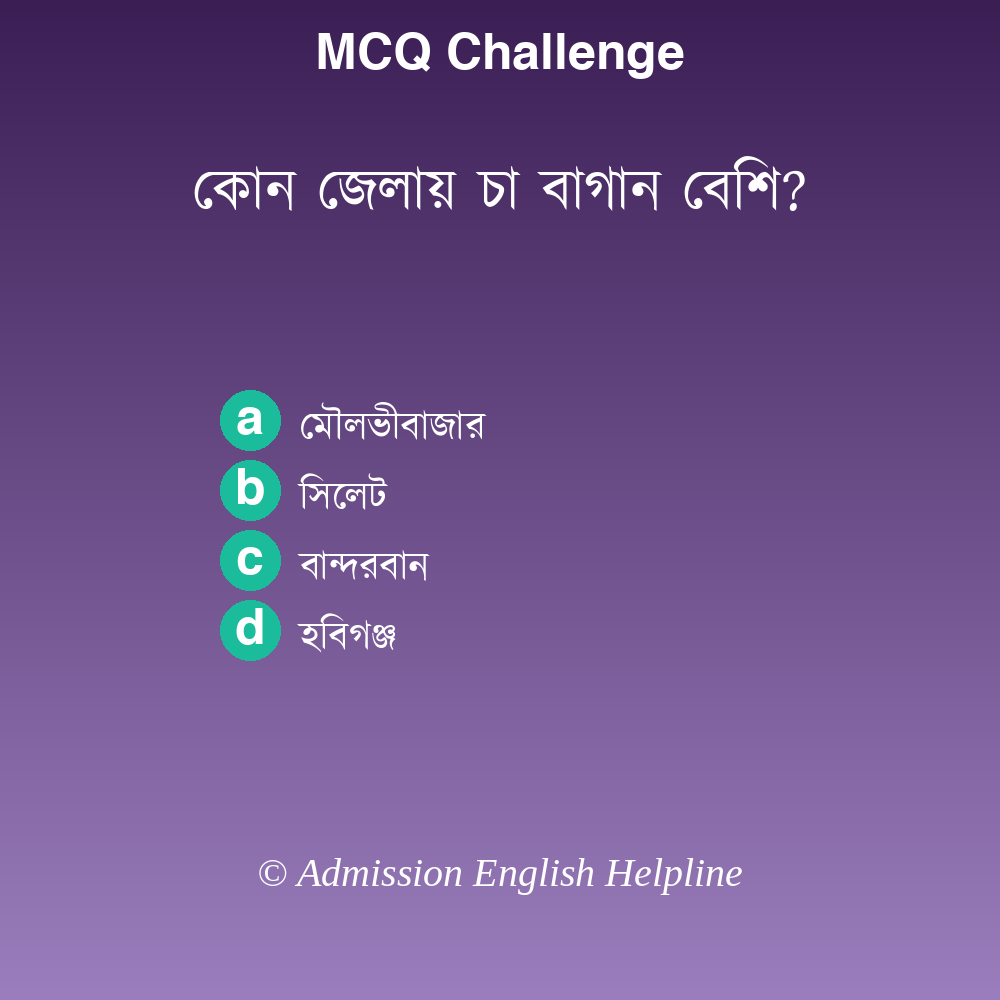 MCQ Challenge
কোন জেলায় চা বাগান বেশি?
a মৌলভীবাজার
b সিলেট
c বান্দরবান
d হবিগঞ্জ
© Admission English Helpline